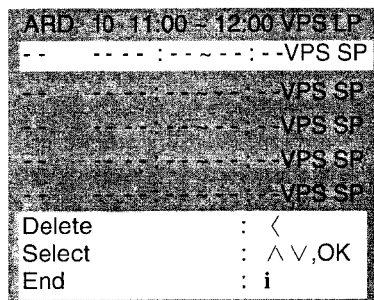 ARD 10 11:00 ~ 12:00 VPS LP
-- -- --:--~--:--VPS SP
-- -- --:--~--:--VPS SP
-- -- --:--~--:--VPS SP
-- -- --:--~--:--VPS SP
-- -- --:--~--:--VPS SP
Delete : 〈
Select : ∧∨,OK
End : i